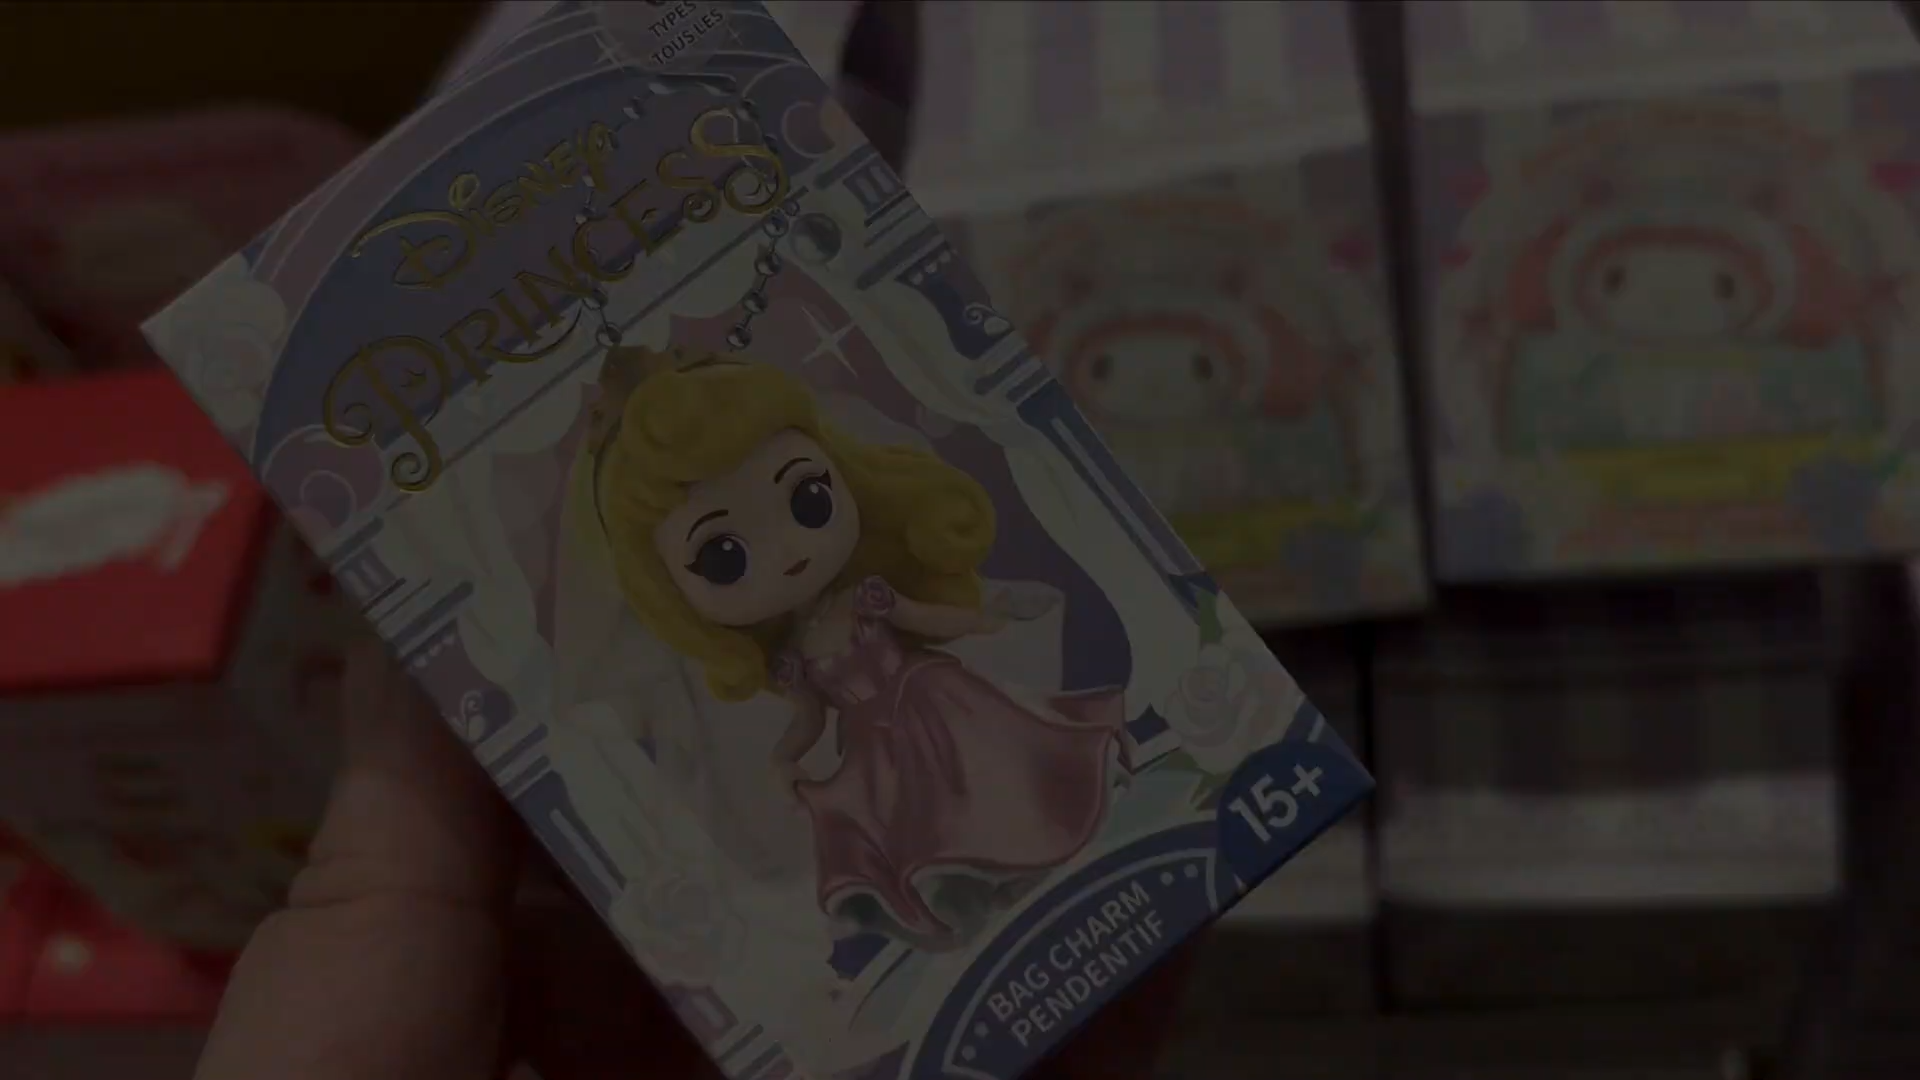 TYPES
TOUS LES
DISNEY
PRINCESS
15+
BAG CHARM
PENDENTIF